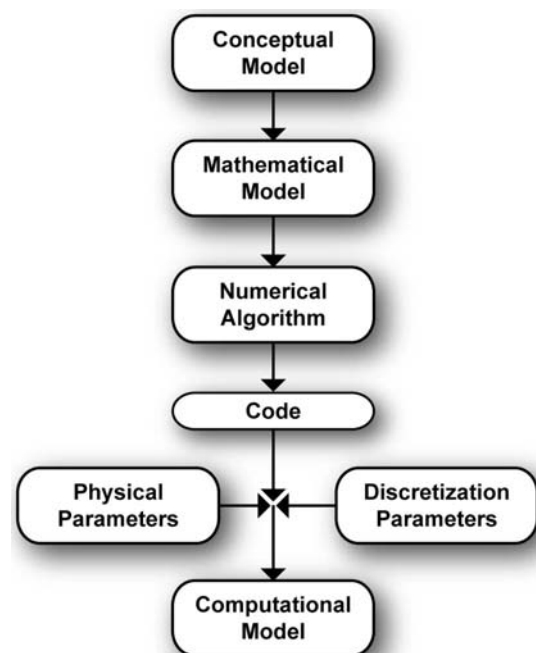 Conceptual
Model
Mathematical
Model
Numerical
Algorithm
Code
Physical
Parameters
Discretization
Parameters
Computational
Model